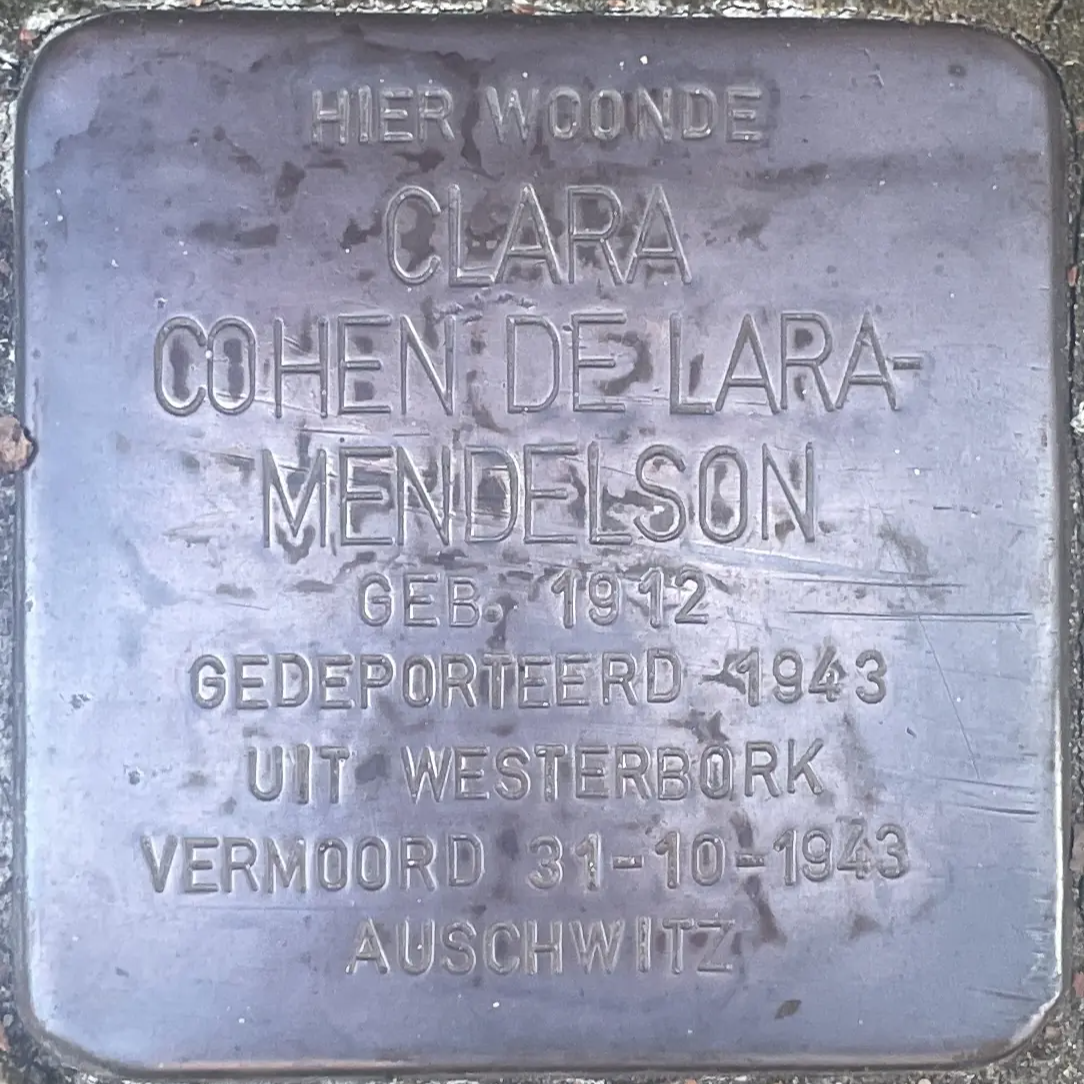 HIER WOONDE
CLARA
COHEN DE LARA-
MENDELSON
GEB. 1912
GEDEPORTEERD 1943
UIT WESTERBORK
VERMOORD 31-10-1943
AUSCHWITZ